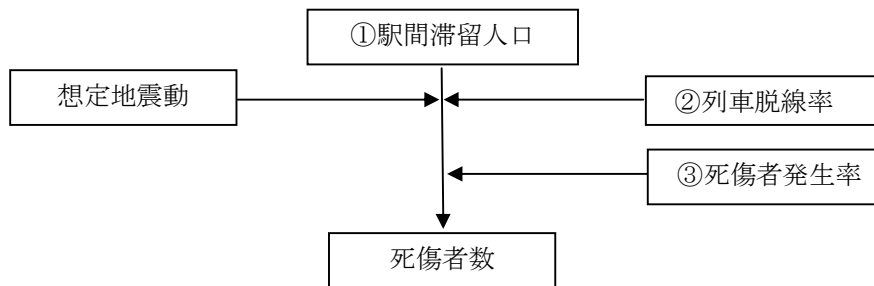 ①駅間滞留人口
想定地震動
②列車脱線率
③死傷者発生率
死傷者数